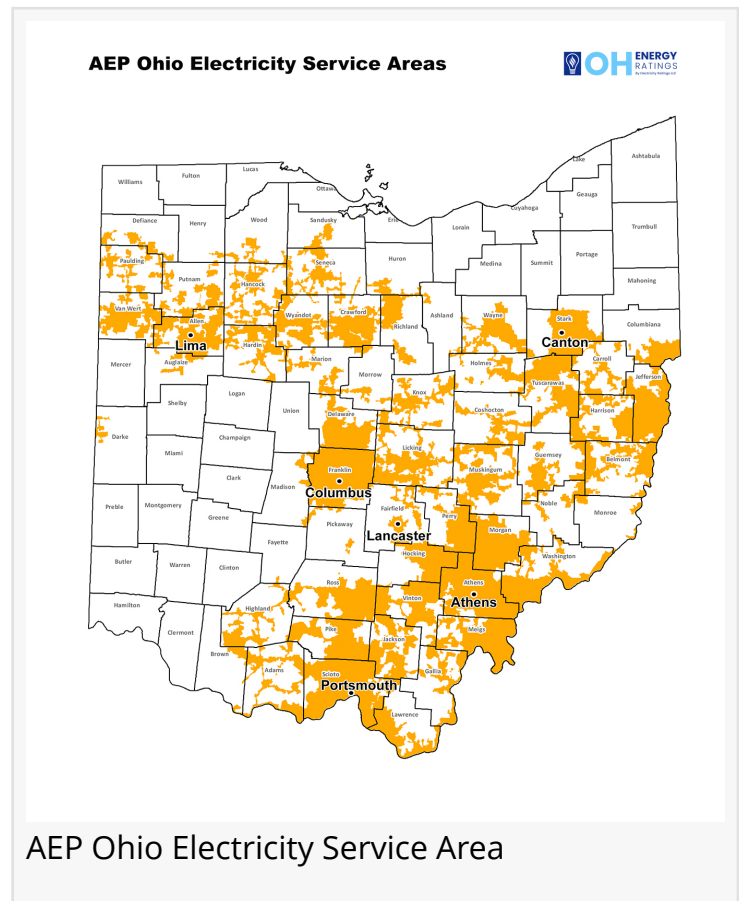 AEP Ohio Electricity Service Areas
OH ENERGY
RATINGS
By Electricity Ratings LLC
Lake
Ashtabula
Lucas
Fulton
Williams
Ottawa
Geauga
Cuyahoga
Defiance
Henry
Wood
Sandusky
Erie
Lorain
Trumbull
Paulding
Seneca
Huron
Medina
Summit
Portage
Putnam
Hancock
Mahoning
Van Wert
Allen
Wyandot
Crawford
Richland
Ashland
Wayne
Stark
Columbiana
Lima
Canton
Mercer
Auglaize
Hardin
Marion
Morrow
Holmes
Carroll
Tuscarawas
Jefferson
Logan
Union
Knox
Shelby
Delaware
Coshocton
Harrison
Darke
Champaign
Miami
Licking
Guernsey
Belmont
Clark
Franklin
Muskingum
Madison
Columbus
Preble
Montgomery
Greene
Pickaway
Fairfield
Perry
Noble
Monroe
Lancaster
Morgan
Fayette
Hocking
Washington
Butler
Warren
Clinton
Ross
Vinton
Athens
Athens
Hamilton
Highland
Clermont
Pike
Jackson
Meigs
Brown
Adams
Scioto
Gallia
Portsmouth
Lawrence
AEP Ohio Electricity Service Area